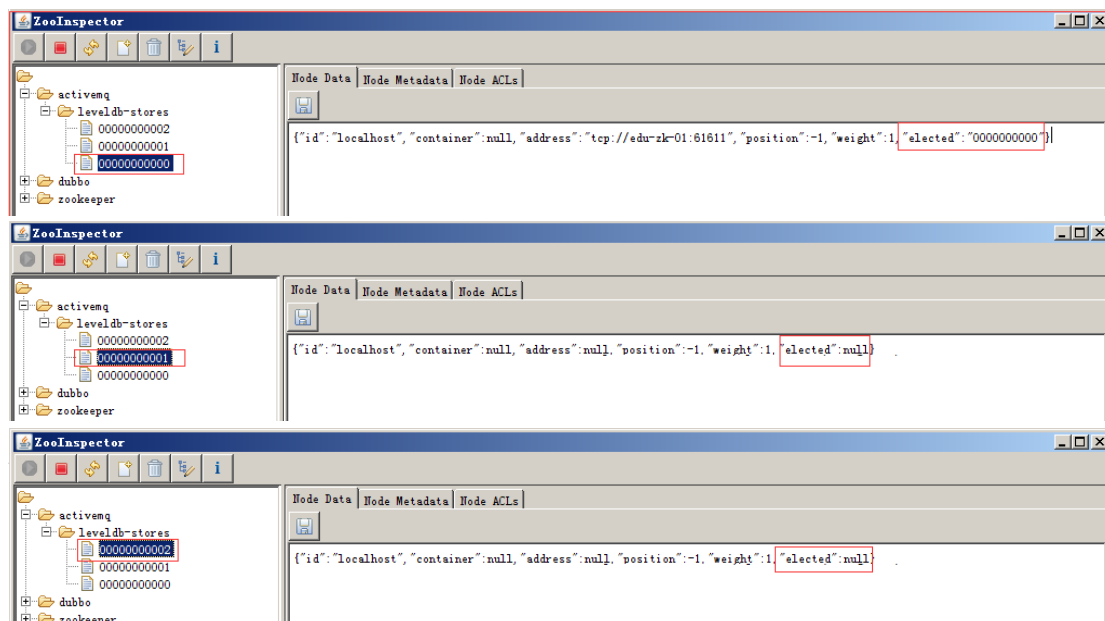 ZooInspector
Node Data Node Metadata Node ACLs
activemq
leveldb-stores
00000000002
00000000001
00000000000
dubbo
zookeeper
{"id":"localhost","container":null,"address":"tcp://edu-zk-01:61611","position":-1,"weight":1,"elected":"0000000000"}
ZooInspector
Node Data Node Metadata Node ACLs
activemq
leveldb-stores
00000000002
00000000001
00000000000
dubbo
zookeeper
{"id":"localhost","container":null,"address":null,"position":-1,"weight":1,"elected":null}
ZooInspector
Node Data Node Metadata Node ACLs
activemq
leveldb-stores
00000000002
00000000001
00000000000
dubbo
zookeeper
{"id":"localhost","container":null,"address":null,"position":-1,"weight":1,"elected":null}